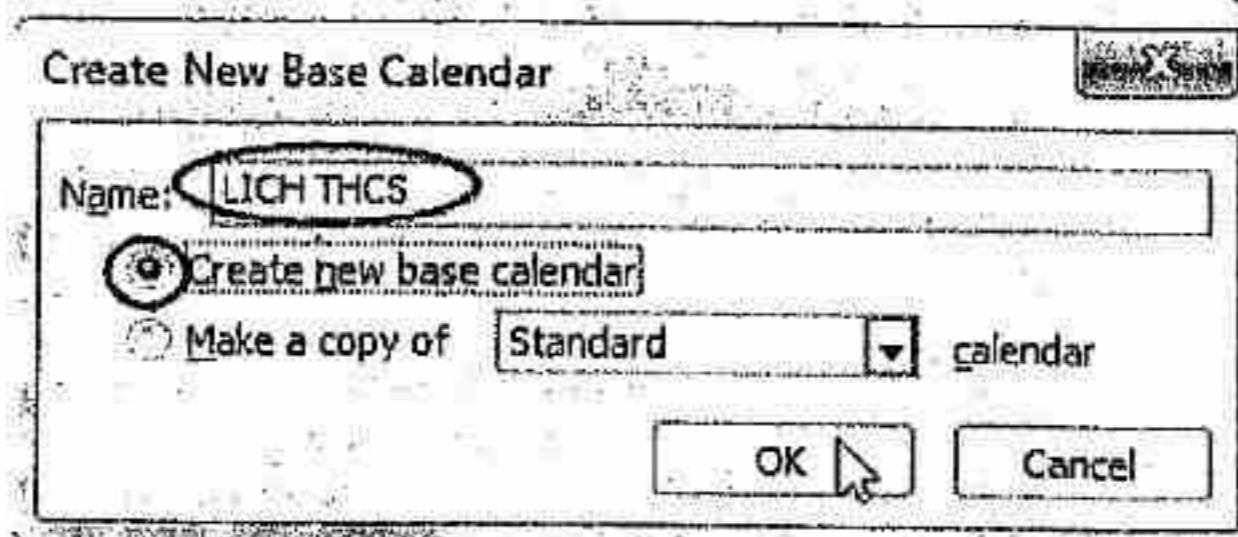 Create New Base Calendar
Name: LICH THCS
Create new base calendar
Make a copy of Standard calendar
OK Cancel